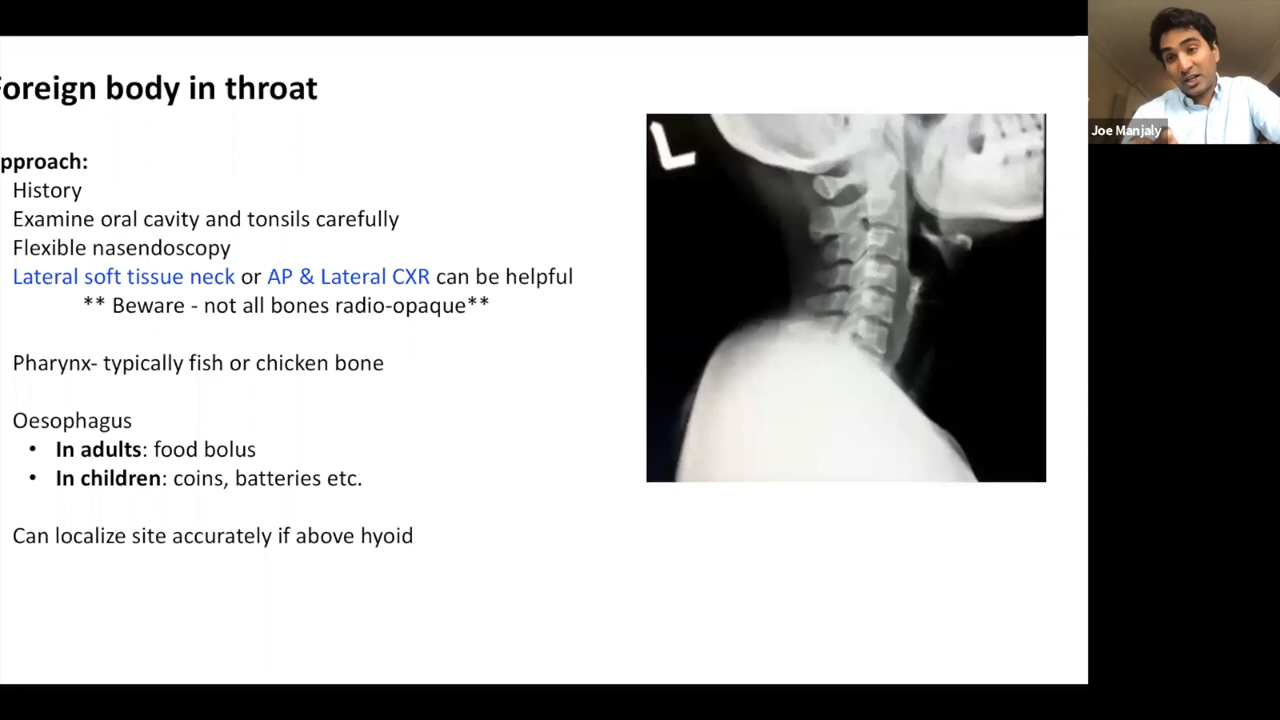 Foreign body in throat
pproach:
History
Examine oral cavity and tonsils carefully
Flexible nasendoscopy
Lateral soft tissue neck or AP & Lateral CXR can be helpful
** Beware - not all bones radio-opaque**
Pharynx- typically fish or chicken bone
Oesophagus
• In adults: food bolus
• In children: coins, batteries etc.
Can localize site accurately if above hyoid
L
Joe Manjaly